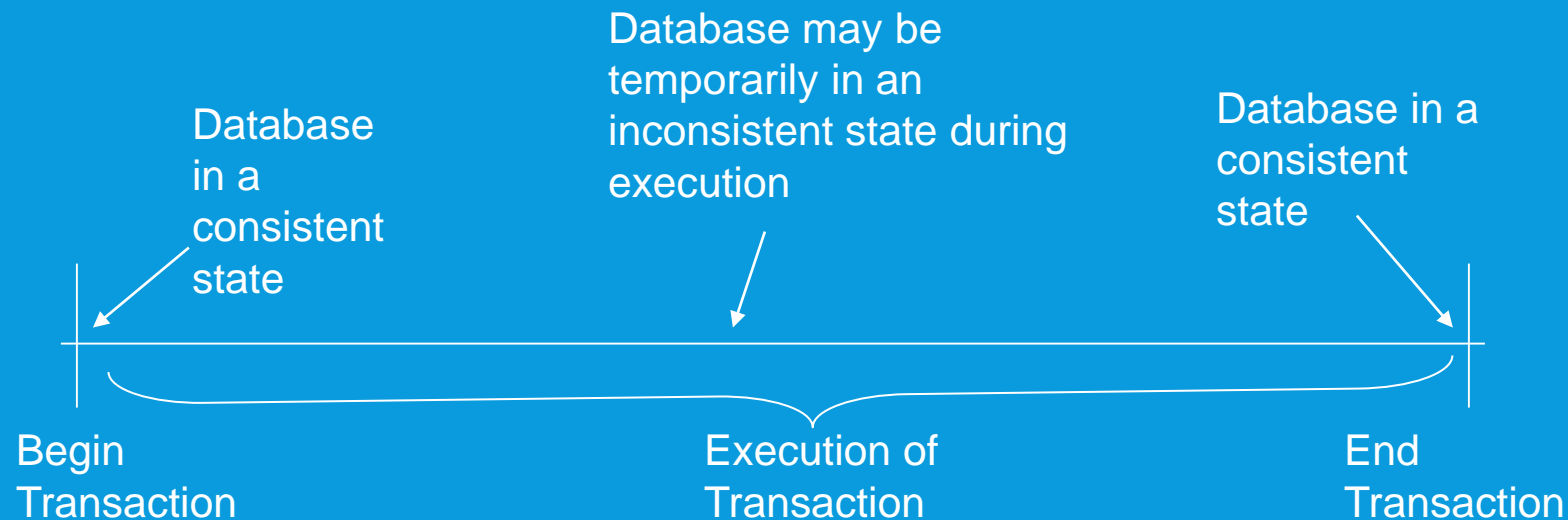 Database
in a
consistent
state
Database may be
temporarily in an
inconsistent state during
execution
Database in a
consistent
state
Begin
Transaction
Execution of
Transaction
End
Transaction